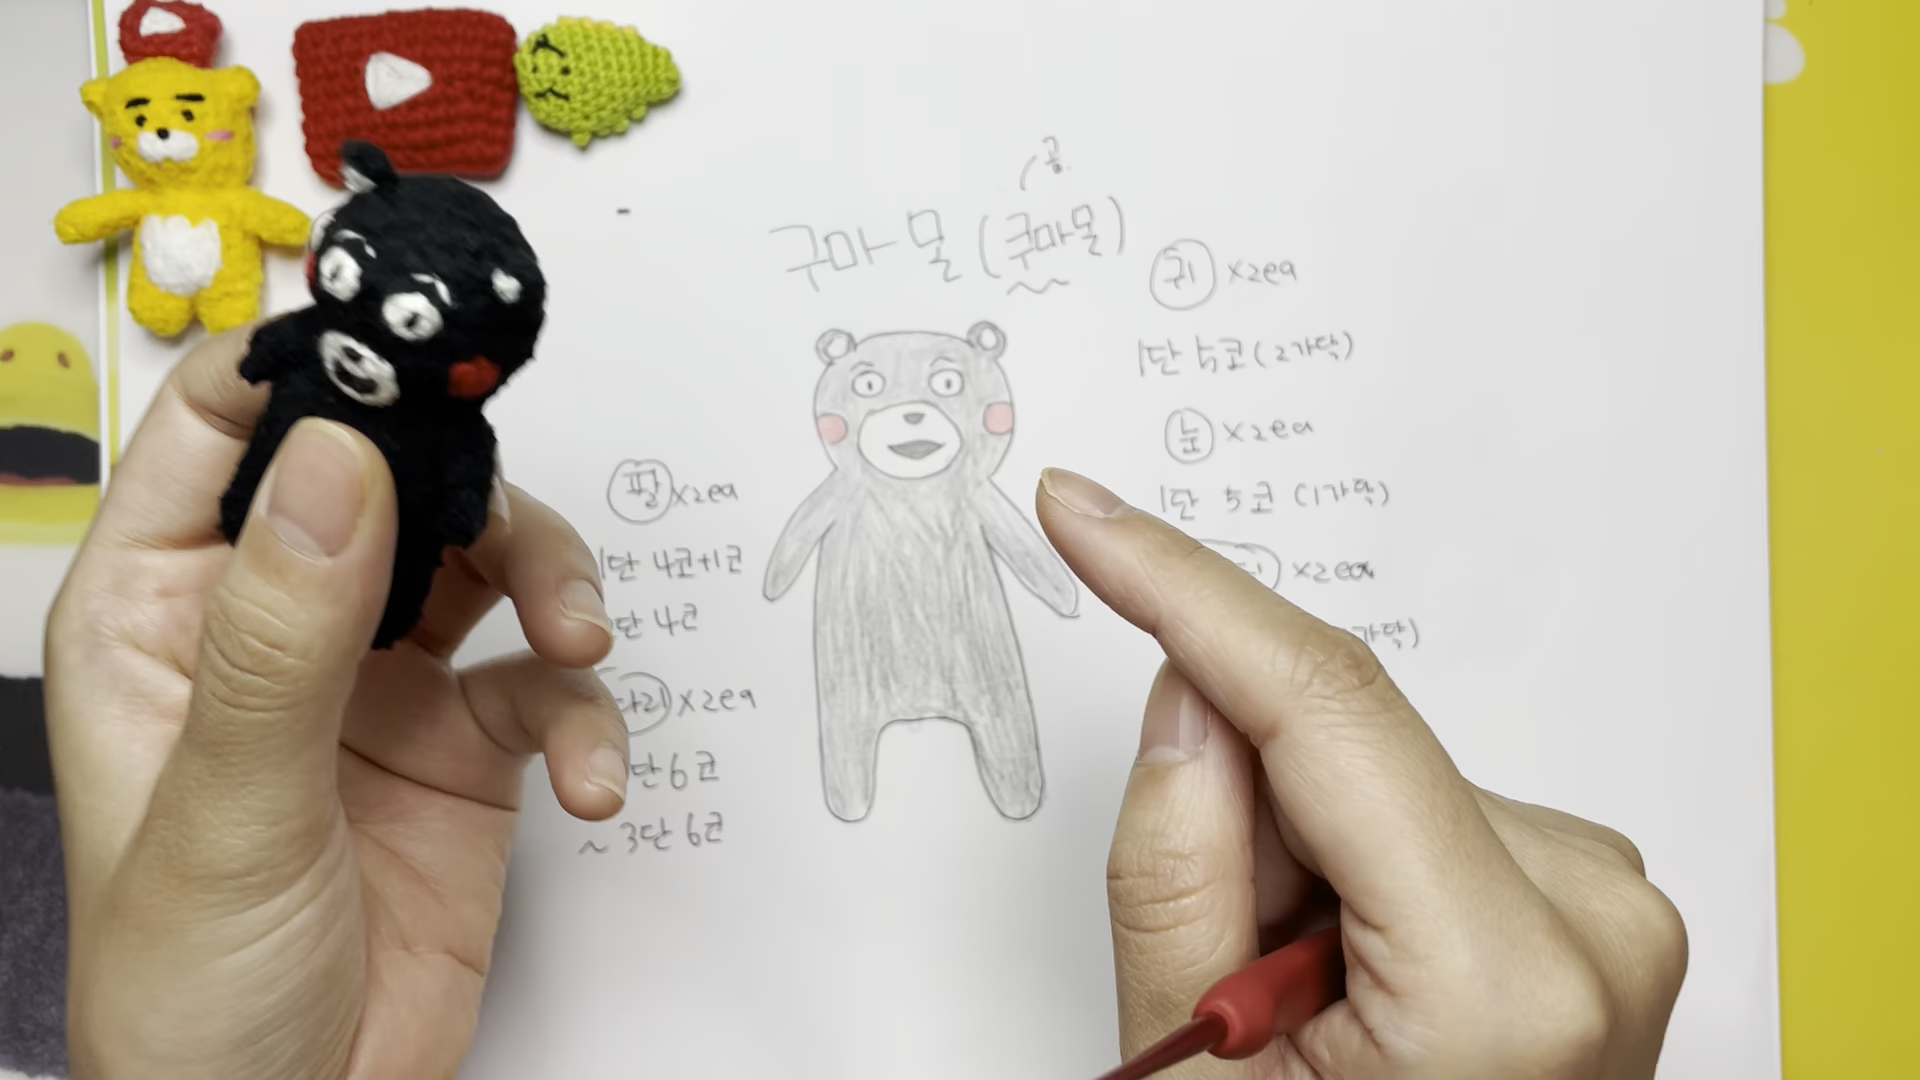 곰
구마몰 (쿠마몬)
귀 x2ea
1단 5코 (2가닥)
눈 x2ea
1단 5코 (1가닥)
x2ea
가닥)
팔 x2ea
1단 4코+1코
단 4코
다리 x2ea
단 6코
~ 3단 6코